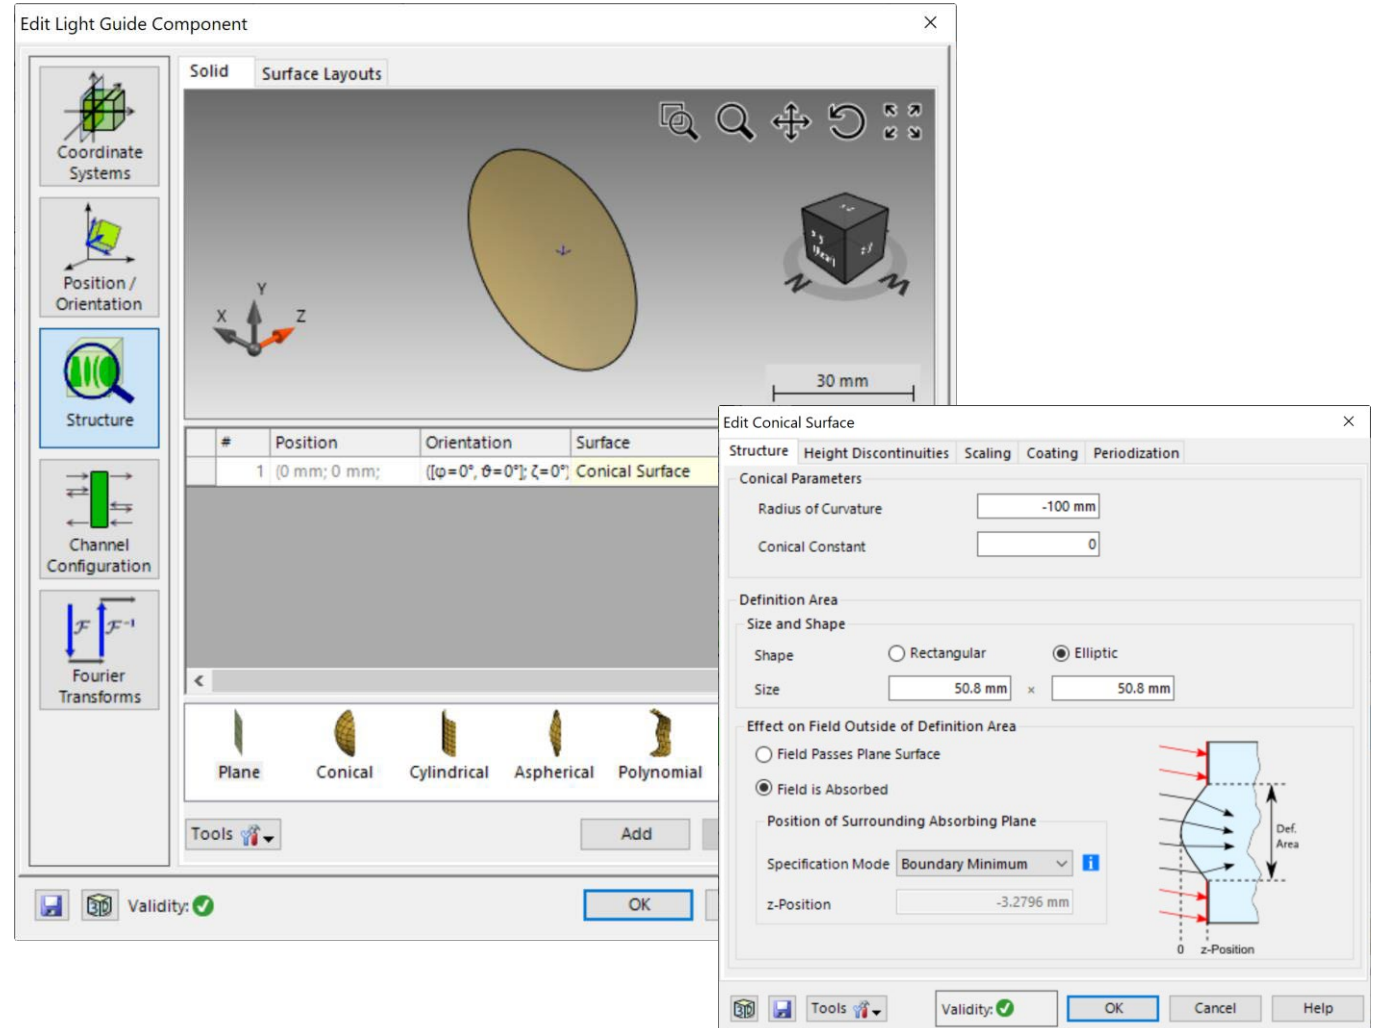 Edit Light Guide Component
Solid
Surface Layouts
Coordinate
Systems
Position /
Orientation
Structure
Channel
Configuration
Fourier
Transforms
X
Y
Z
30 mm
# Position Orientation Surface
1 (0 mm; 0 mm; ([φ=0°, ϑ=0°]; ζ=0°) Conical Surface
Plane Conical Cylindrical Aspherical Polynomial
Tools
Add
Validity:
OK
Edit Conical Surface
Structure Height Discontinuities Scaling Coating Periodization
Conical Parameters
Radius of Curvature -100 mm
Conical Constant 0
Definition Area
Size and Shape
Shape Rectangular Elliptic
Size 50.8 mm × 50.8 mm
Effect on Field Outside of Definition Area
Field Passes Plane Surface
Field is Absorbed
Position of Surrounding Absorbing Plane
Specification Mode Boundary Minimum
z-Position -3.2796 mm
Def.
Area
0 z-Position
Tools Validity: OK Cancel Help